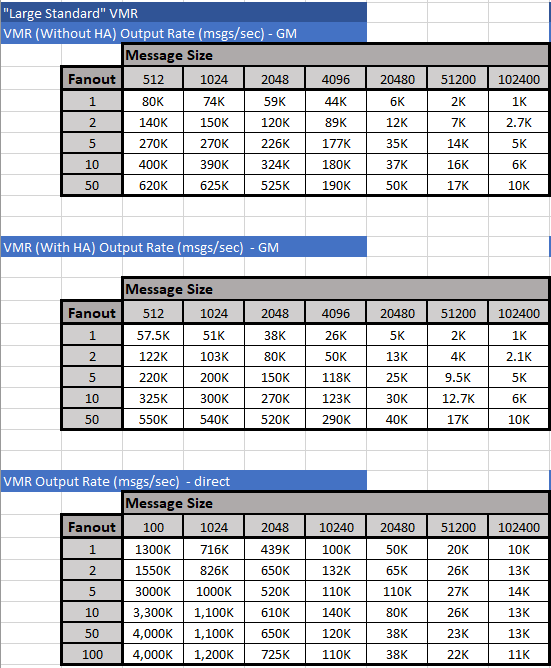 "Large Standard" VMR
VMR (Without HA) Output Rate (msgs/sec) - GM
Message Size
Fanout 512 1024 2048 4096 20480 51200 102400
1 80K 74K 59K 44K 6K 2K 1K
2 140K 150K 120K 89K 12K 7K 2.7K
5 270K 270K 226K 177K 35K 14K 5K
10 400K 390K 324K 180K 37K 16K 6K
50 620K 625K 525K 190K 50K 17K 10K
VMR (With HA) Output Rate (msgs/sec) - GM
Message Size
Fanout 512 1024 2048 4096 20480 51200 102400
1 57.5K 51K 38K 26K 5K 2K 1K
2 122K 103K 80K 50K 13K 4K 2.1K
5 220K 200K 150K 118K 25K 9.5K 5K
10 325K 300K 270K 123K 30K 12.7K 6K
50 550K 540K 520K 290K 40K 17K 10K
VMR Output Rate (msgs/sec) - direct
Message Size
Fanout 100 1024 2048 10240 20480 51200 102400
1 1300K 716K 439K 100K 50K 20K 10K
2 1550K 826K 650K 132K 65K 26K 13K
5 3000K 1000K 520K 110K 110K 27K 14K
10 3,300K 1,100K 610K 140K 80K 26K 13K
50 4,000K 1,100K 650K 120K 38K 23K 13K
100 4,000K 1,200K 725K 110K 38K 22K 11K